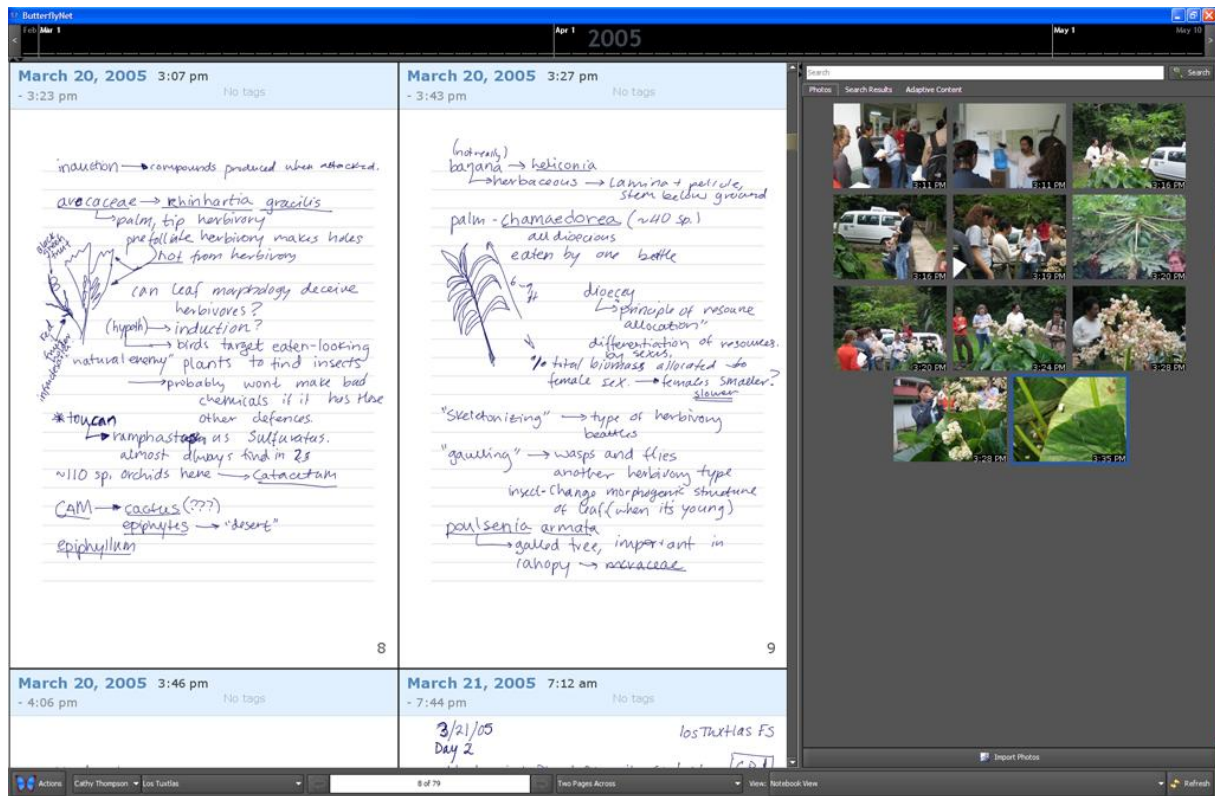 ButterflyNet
Feb Mar 1 Apr 1 2005 May 1 May 10
March 20, 2005 3:07 pm
- 3:23 pm No tags
induction → compounds produced when attacked.
arecaceae → rhinhartia gracilis
palm, tip herbivory
prefoliate herbivory makes holes
not from herbivory
black fresh fruit
Red
infrudescence
can leaf morphology deceive
herbivores?
(hypoth) → induction?
→ birds target eaten-looking
"natural enemy" plants to find insects
→ probably wont make bad
chemicals if it has these
other defences.
*toucan
→ ramphastos sulfuratus.
almost always find in 2s
~110 sp. orchids here → Catacetum
CAM → cactus (???)
epiphytes → "desert"
epiphyllum
8
March 20, 2005 3:27 pm
- 3:43 pm No tags
(not really)
banana → heliconia
→ herbaceous → lamina + peticule,
stem below ground
palm - chamaedorea (~40 sp.)
all dioecious
eaten by one beetle
6-9 ft
dioecy
→ principle of resource
allocation"
differentiation of resources.
by sexes.
% total biomass allocated to
female sex. → females smaller?
slower
"Skeletonizing" → type of herbivory
beatles
"gaulling" → wasps and flies
another herbivory type
insect-change morphogenic structure
of leaf (when it's young)
poulsenia armata
→ galled tree, important in
canopy → moraceae
9
March 20, 2005 3:46 pm
- 4:06 pm No tags
March 21, 2005 7:12 am
- 7:44 pm No tags
3/21/05 los Tuxtlas FS
Day 2
Search Search
Photos Search Results Adaptive Content
3:11 PM 3:11 PM 3:16 PM
3:16 PM 3:19 PM 3:20 PM
3:20 PM 3:24 PM 3:28 PM
3:28 PM 3:35 PM
Import Photos
Actions Cathy Thompson Los Tuxtlas 8 of 79 Two Pages Across View: Notebook View Refresh